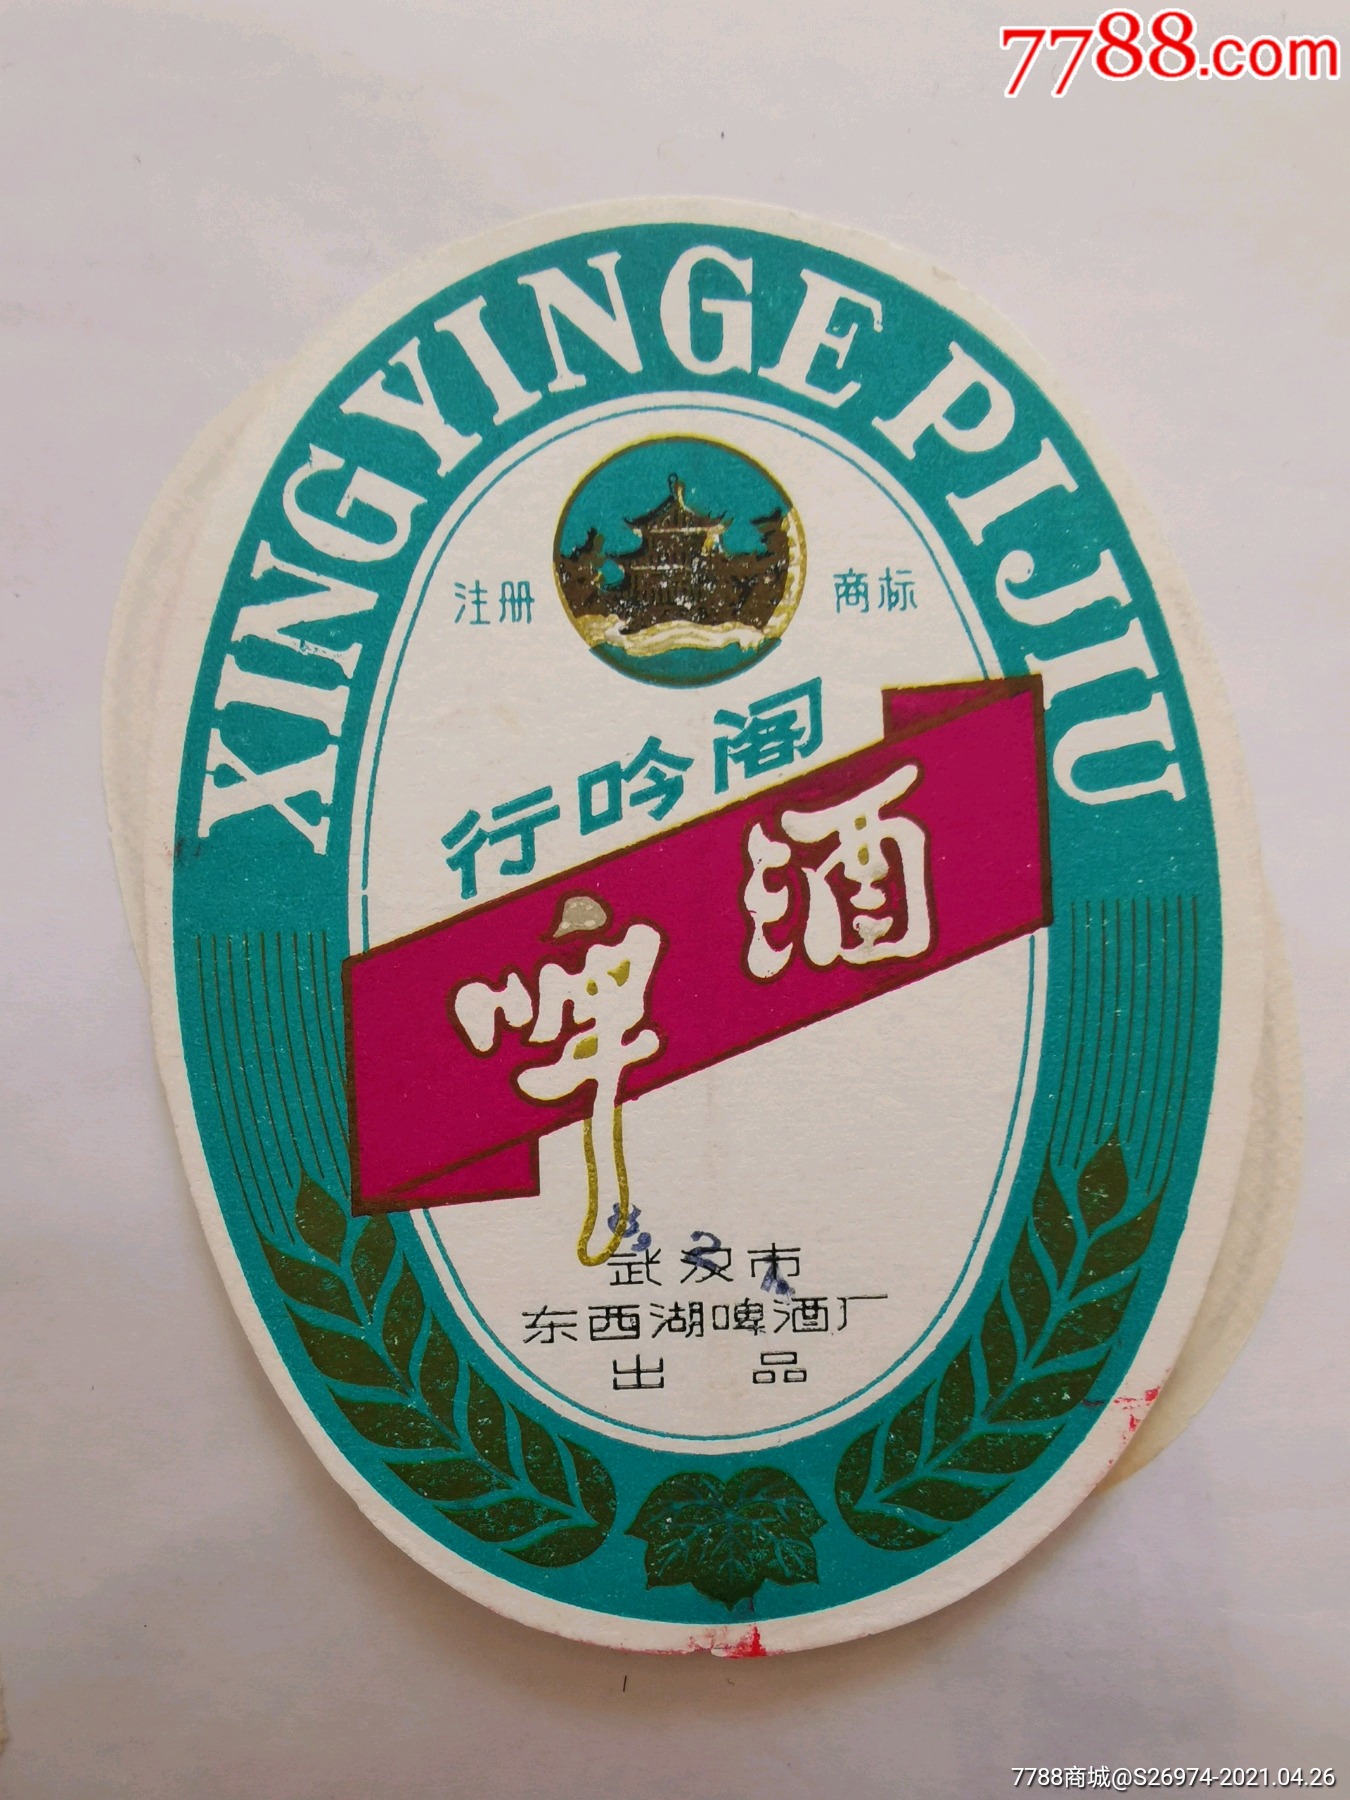 7788.com
XINGYINGE PIJIU
注册 商标
行吟阁
啤酒
武汉市
东西湖啤酒厂
出品
7788商城@S26974-2021.04.26